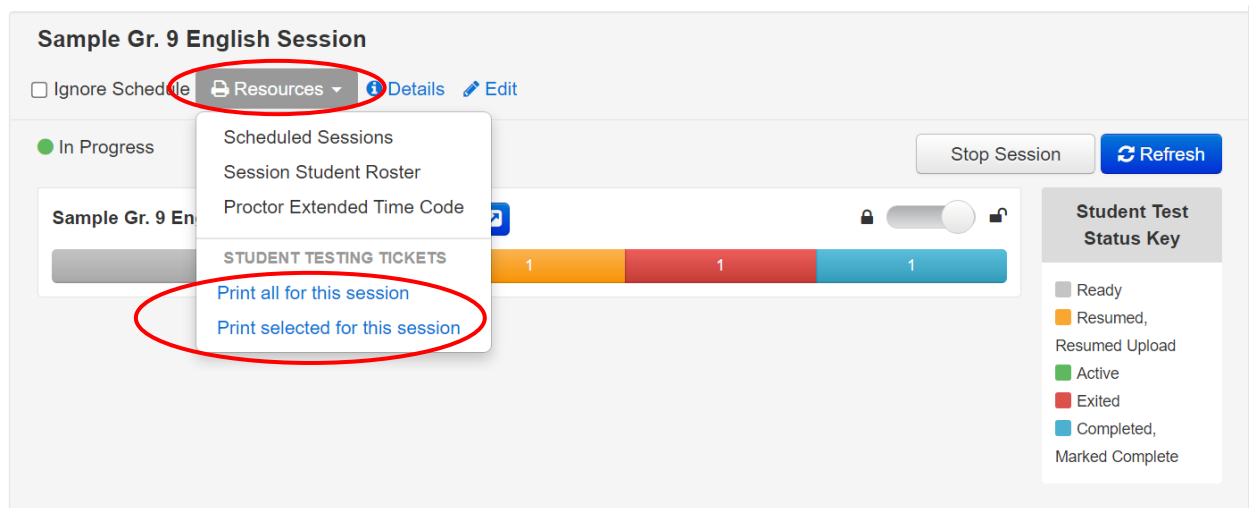 Sample Gr. 9 English Session
Ignore Schedule Resources Details Edit
In Progress
Scheduled Sessions
Session Student Roster
Proctor Extended Time Code
STUDENT TESTING TICKETS
Print all for this session
Print selected for this session
Stop Session Refresh
Sample Gr. 9 En
1 1 1
Student Test
Status Key
Ready
Resumed,
Resumed Upload
Active
Exited
Completed,
Marked Complete